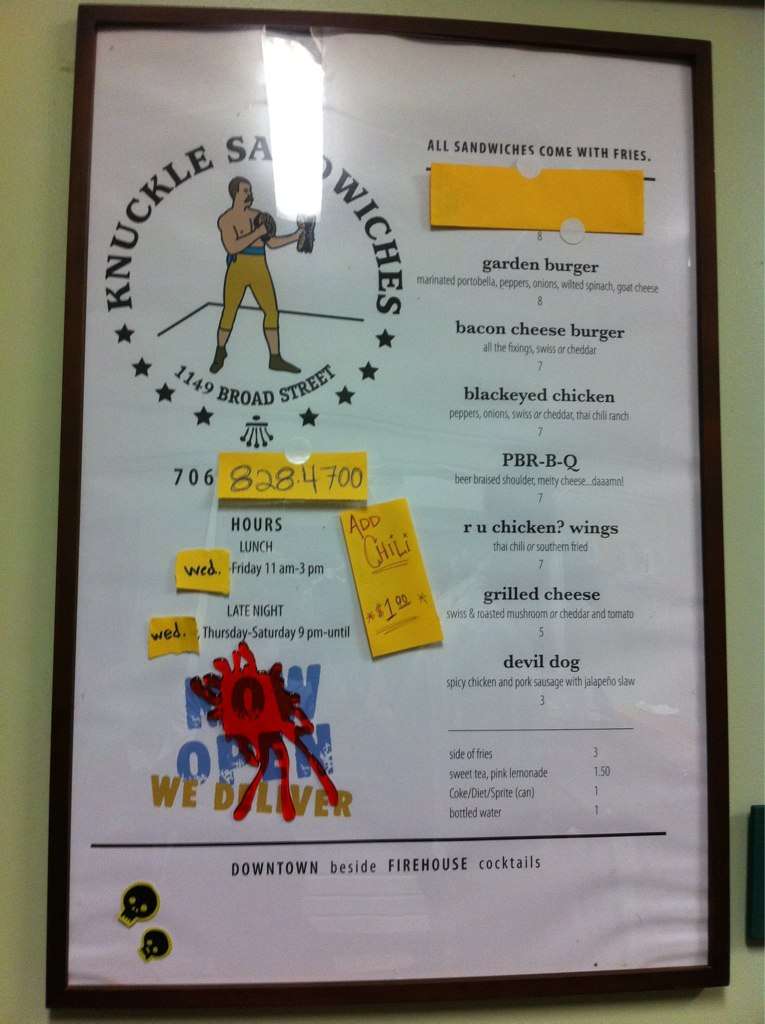 KNUCKLE SANDWICHES
1149 BROAD STREET
706 828.4700
HOURS
LUNCH
wed. -Friday 11 am-3 pm
LATE NIGHT
wed. , Thursday-Saturday 9 pm-until
ADD
CHILI
*$1.00*
NOW
OPEN
WE DELIVER
ALL SANDWICHES COME WITH FRIES.
8
garden burger
marinated portobella, peppers, onions, wilted spinach, goat cheese
8
bacon cheese burger
all the fixings, swiss or cheddar
7
blackeyed chicken
peppers, onions, swiss or cheddar, thai chili ranch
7
PBR-B-Q
beer braised shoulder, melty cheese...daaamn!
7
r u chicken? wings
thai chili or southern fried
7
grilled cheese
swiss & roasted mushroom or cheddar and tomato
5
devil dog
spicy chicken and pork sausage with jalapeño slaw
3
side of fries 3
sweet tea, pink lemonade 1.50
Coke/Diet/Sprite (can) 1
bottled water 1
DOWNTOWN beside FIREHOUSE cocktails